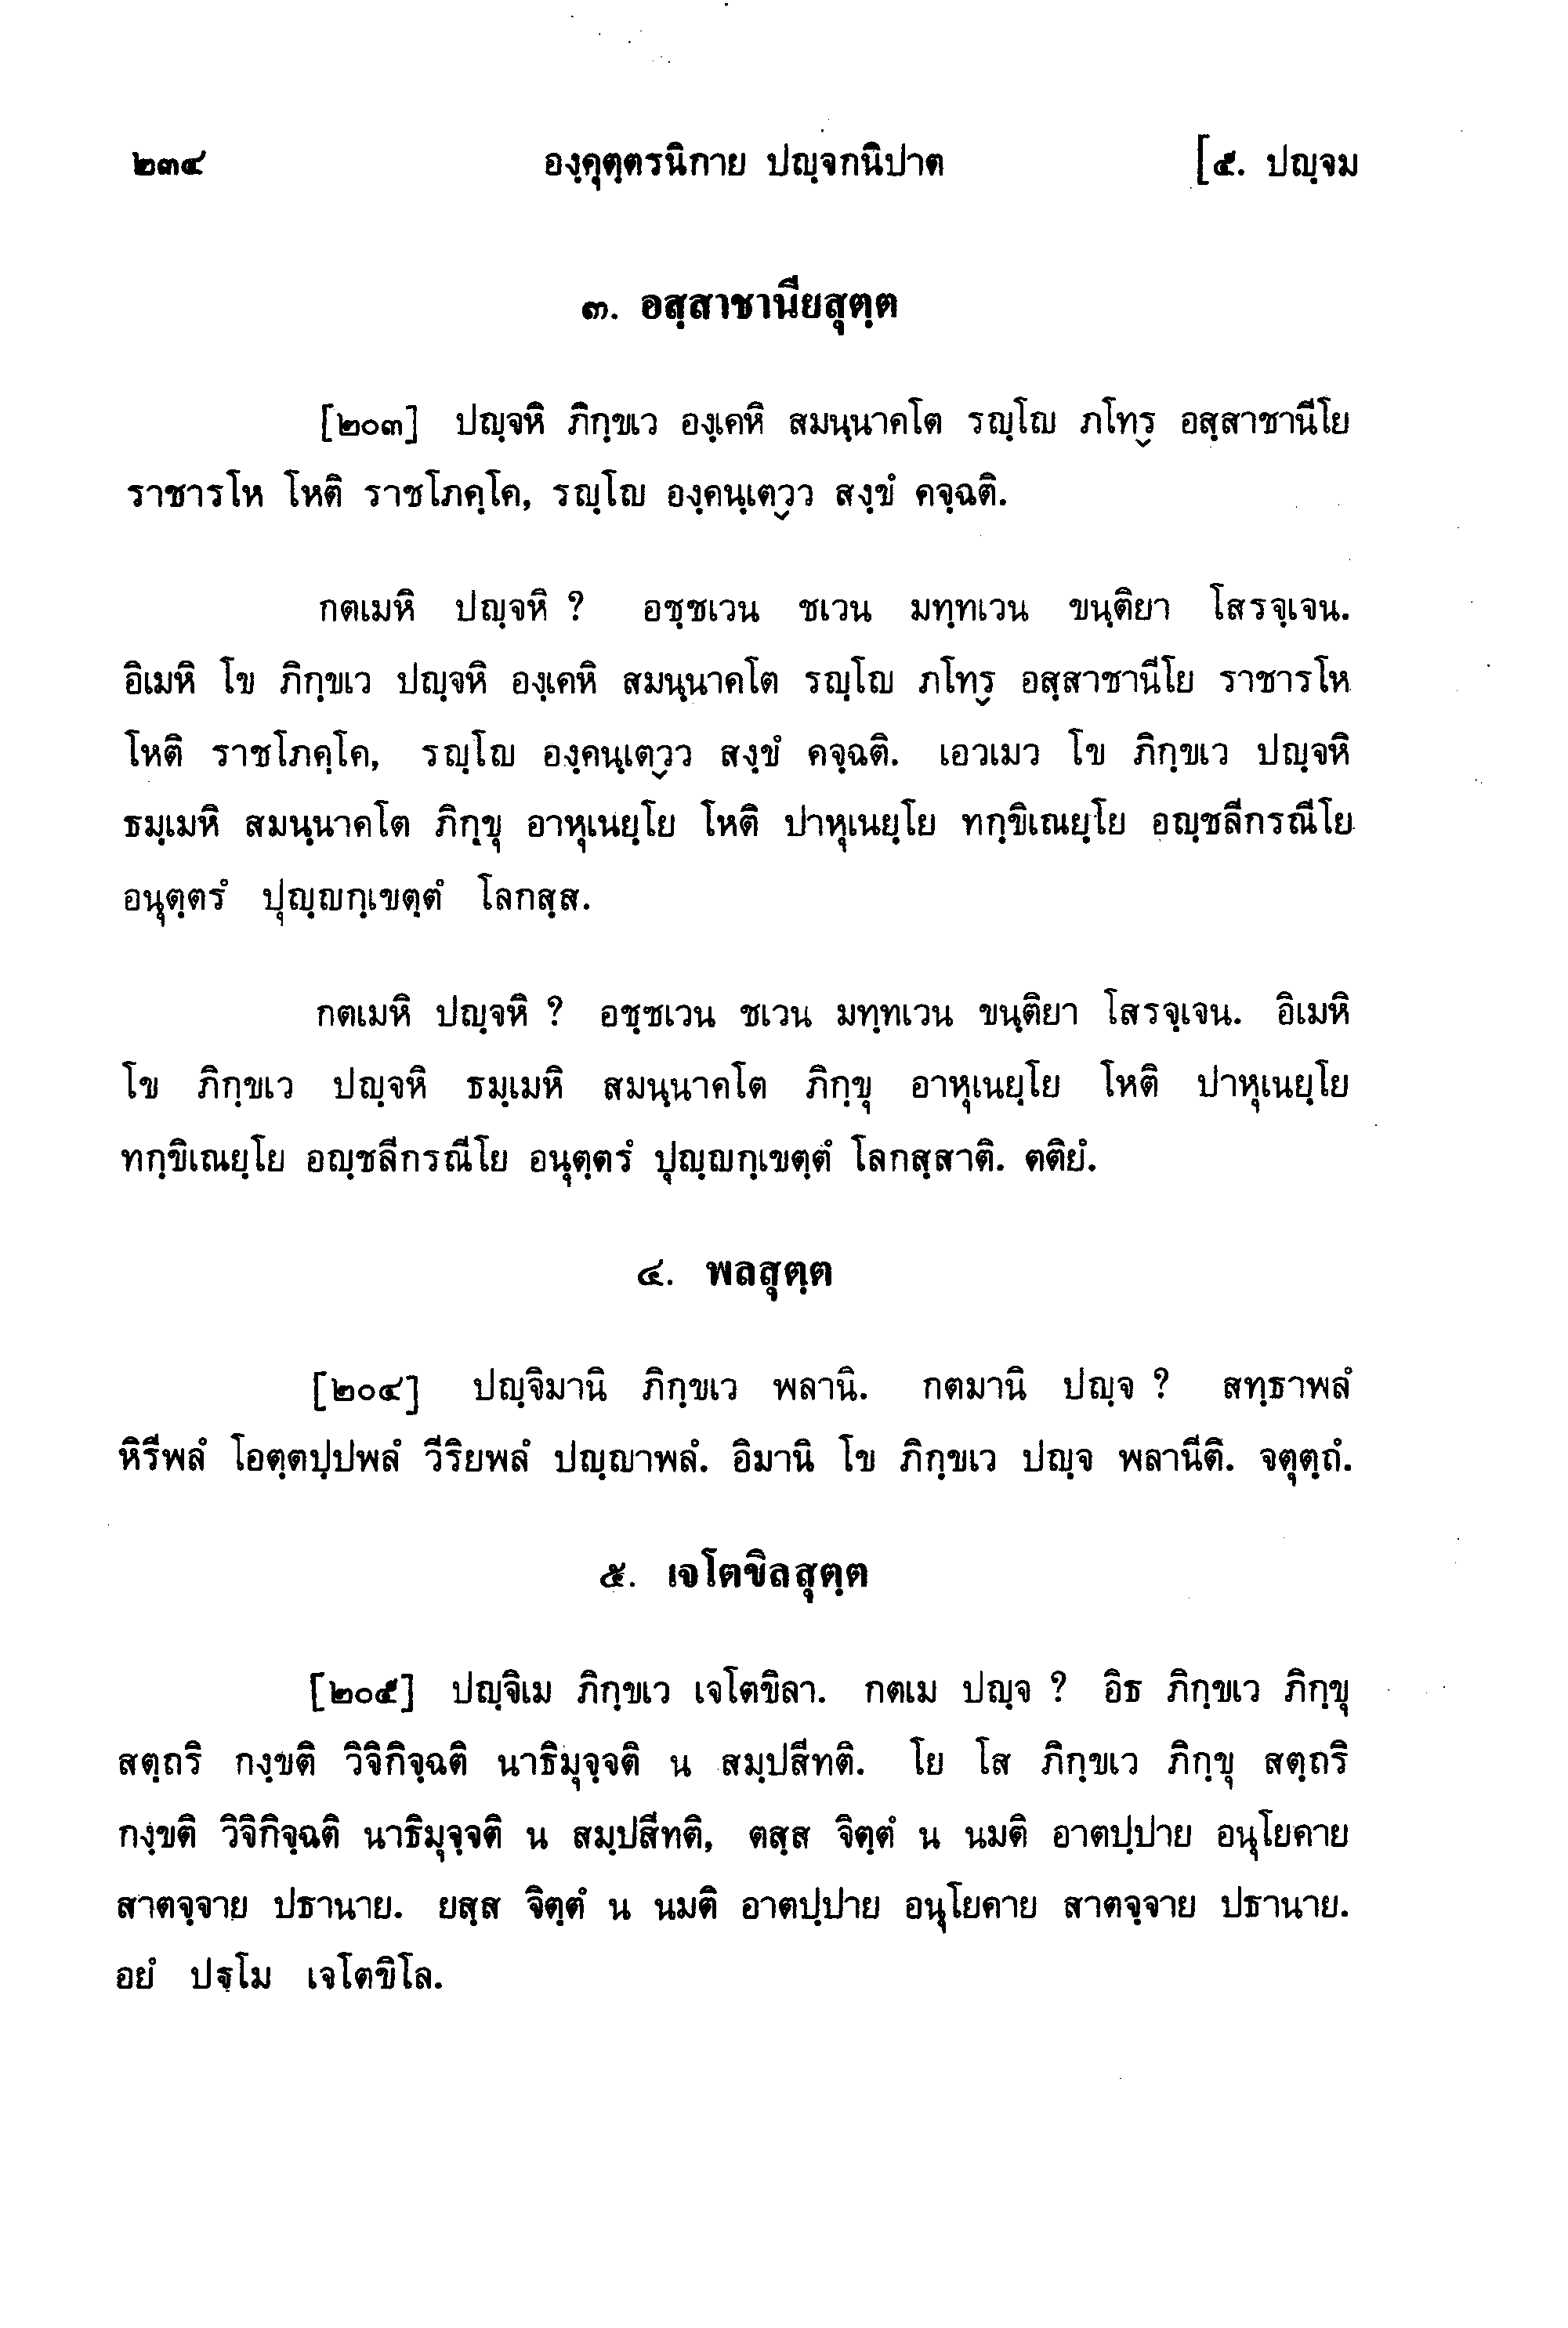 ๒๓๔ องฺคุตฺตรนิกาย ปญฺจกนิปาต [๕. ปญฺจม
๓. อสฺสาชานียสุตฺต
[๒๐๓] ปญฺจหิ ภิกฺขเว องฺเคหิ สมนฺนาคโต รญฺโญ ภโทฺร อสฺสาชานีโย
ราชารโห โหติ ราชโภคฺโค, รญฺโญ องฺคนฺเตฺวว สงฺขํ คจฺฉติ.
กตเมหิ ปญฺจหิ ? อชฺชเวน ชเวน มทฺทเวน ขนฺติยา โสรจฺเจน.
อิเมหิ โข ภิกฺขเว ปญฺจหิ องฺเคหิ สมนฺนาคโต รญฺโญ ภโทฺร อสฺสาชานีโย ราชารโห
โหติ ราชโภคฺโค, รญฺโญ องฺคนฺเตฺวว สงฺขํ คจฺฉติ. เอวเมว โข ภิกฺขเว ปญฺจหิ
ธมฺเมหิ สมนฺนาคโต ภิกฺขุ อาหุเนยฺโย โหติ ปาหุเนยฺโย ทกฺขิเณยฺโย อญฺชลีกรณีโย
อนุตฺตรํ ปุญฺญกฺเขตฺตํ โลกสฺส.
กตเมหิ ปญฺจหิ ? อชฺชเวน ชเวน มทฺทเวน ขนฺติยา โสรจฺเจน. อิเมหิ
โข ภิกฺขเว ปญฺจหิ ธมฺเมหิ สมนฺนาคโต ภิกฺขุ อาหุเนยฺโย โหติ ปาหุเนยฺโย
ทกฺขิเณยฺโย อญฺชลีกรณีโย อนุตฺตรํ ปุญฺญกฺเขตฺตํ โลกสฺสาติ. ตติยํ.
๔. พลสุตฺต
[๒๐๔] ปญฺจิมานิ ภิกฺขเว พลานิ. กตมานิ ปญฺจ ? สทฺธาพลํ
หิรีพลํ โอตฺตปฺปพลํ วีริยพลํ ปญฺญาพลํ. อิมานิ โข ภิกฺขเว ปญฺจ พลานีติ. จตุตฺถํ.
๕. เจโตขิลสุตฺต
[๒๐๕] ปญฺจิเม ภิกฺขเว เจโตขิลา. กตเม ปญฺจ ? อิธ ภิกฺขเว ภิกฺขุ
สตฺถริ กงฺขติ วิจิกิจฺฉติ นาธิมุจฺจติ น สมฺปสีทติ. โย โส ภิกฺขเว ภิกฺขุ สตฺถริ
กงฺขติ วิจิกิจฺฉติ นาธิมุจฺจติ น สมฺปสีทติ, ตสฺส จิตฺตํ น นมติ อาตปฺปาย อนุโยคาย
สาตจฺจาย ปธานาย. ยสฺส จิตฺตํ น นมติ อาตปฺปาย อนุโยคาย สาตจฺจาย ปธานาย.
อยํ ปฐโม เจโตขิโล.